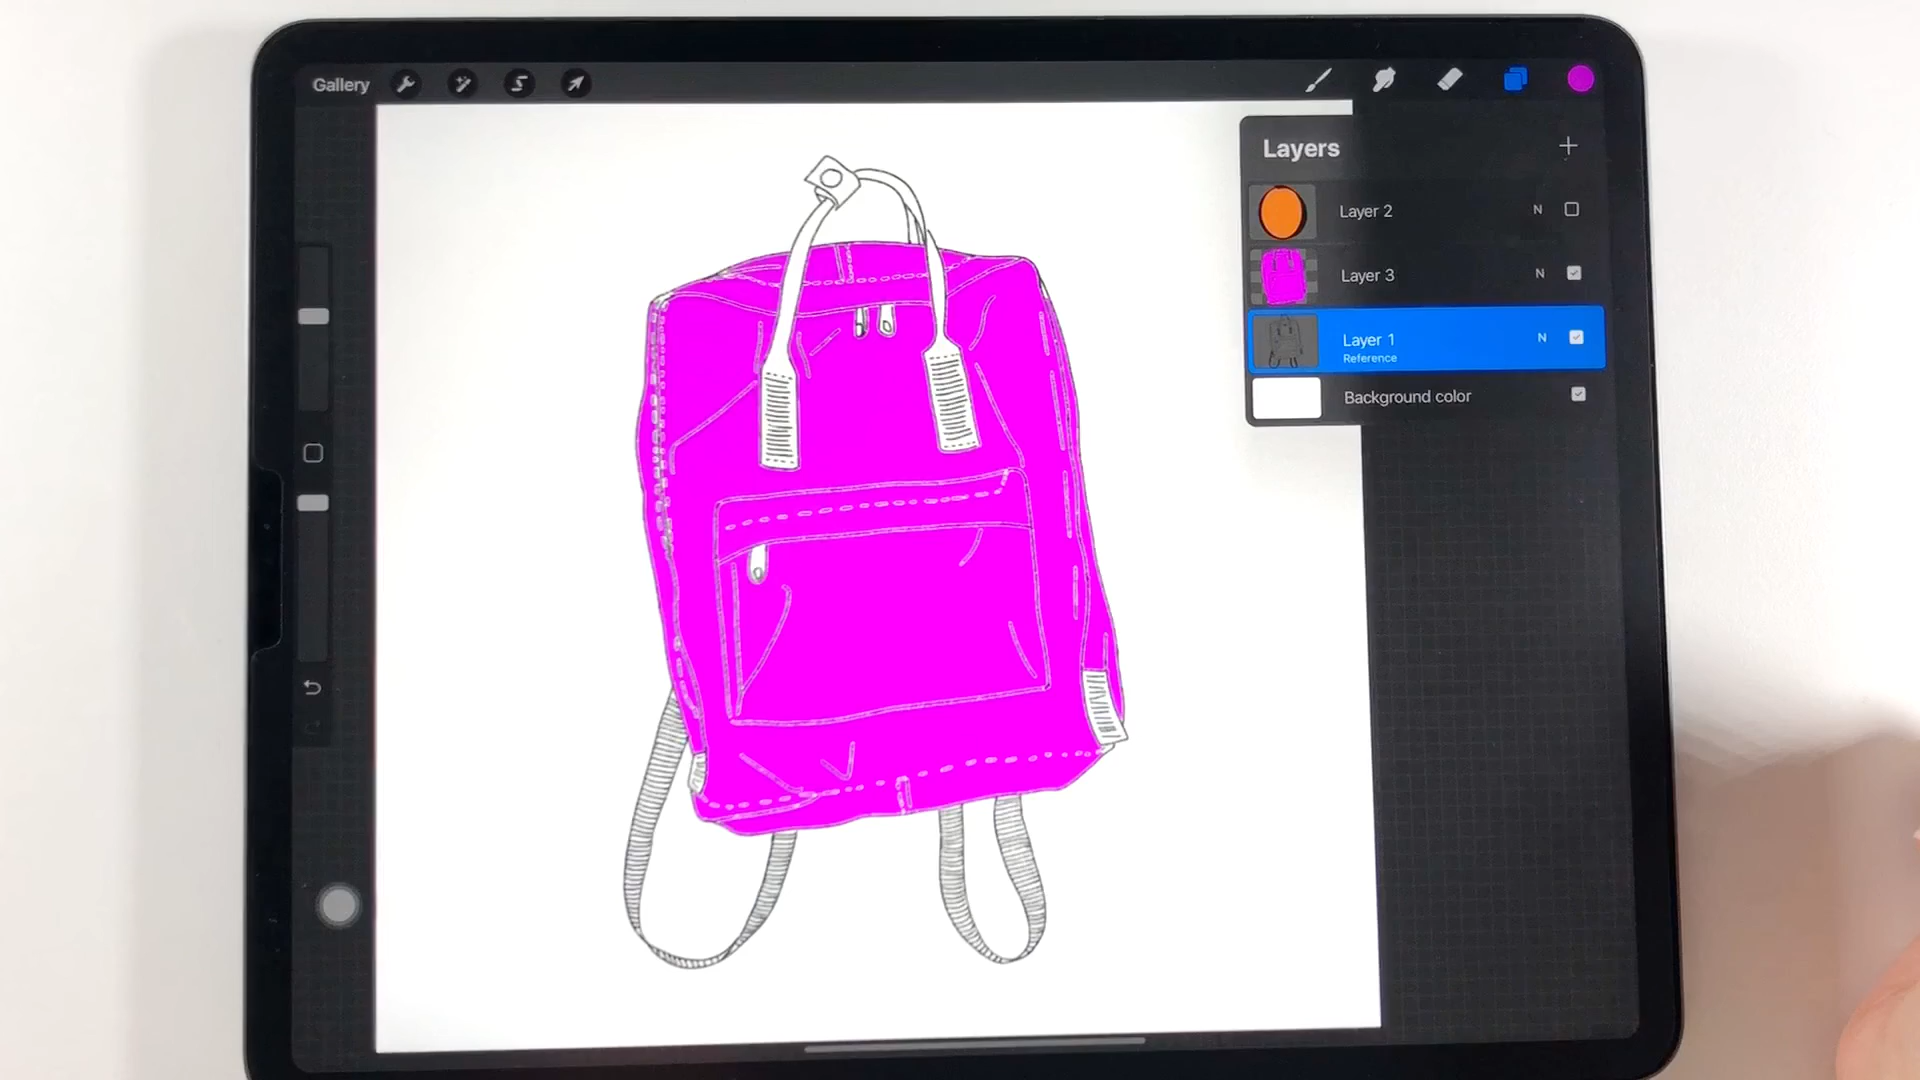 Gallery
Layers
Layer 2 N
Layer 3 N
Layer 1 N
Reference
Background color